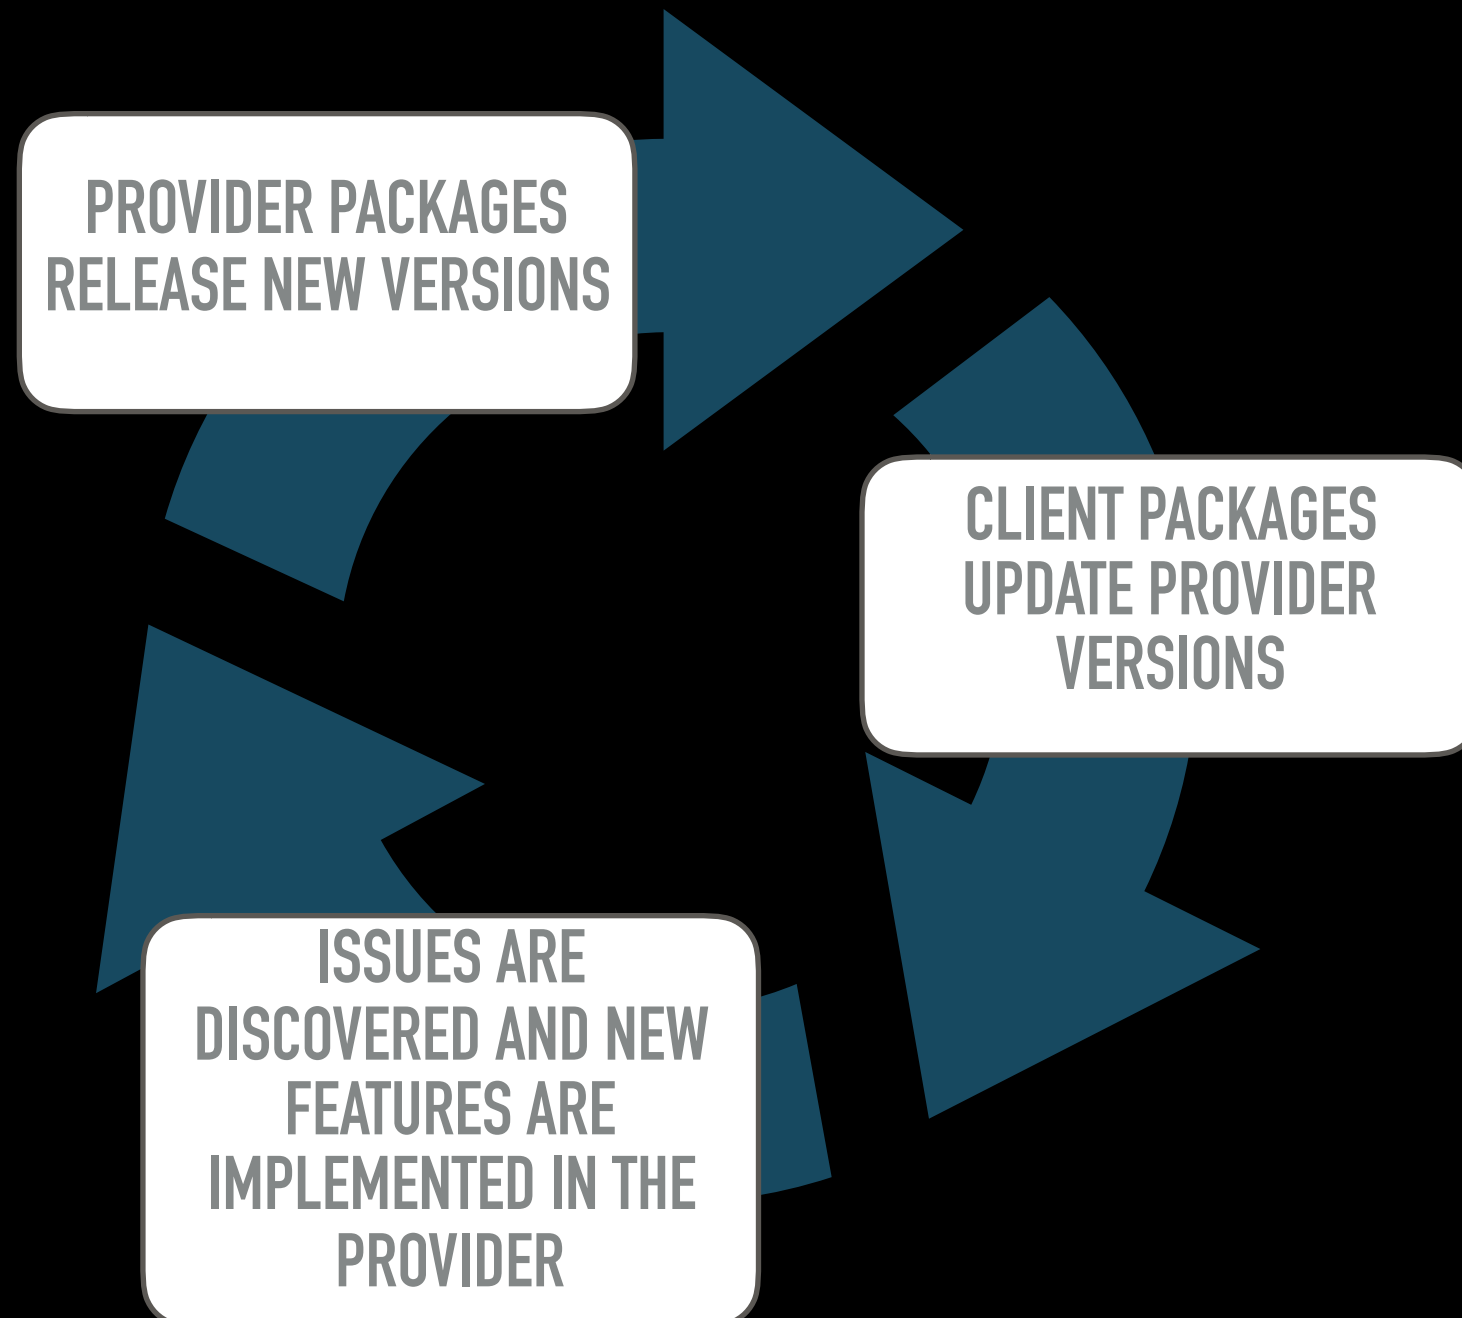 PROVIDER PACKAGES
RELEASE NEW VERSIONS
CLIENT PACKAGES
UPDATE PROVIDER
VERSIONS
ISSUES ARE
DISCOVERED AND NEW
FEATURES ARE
IMPLEMENTED IN THE
PROVIDER